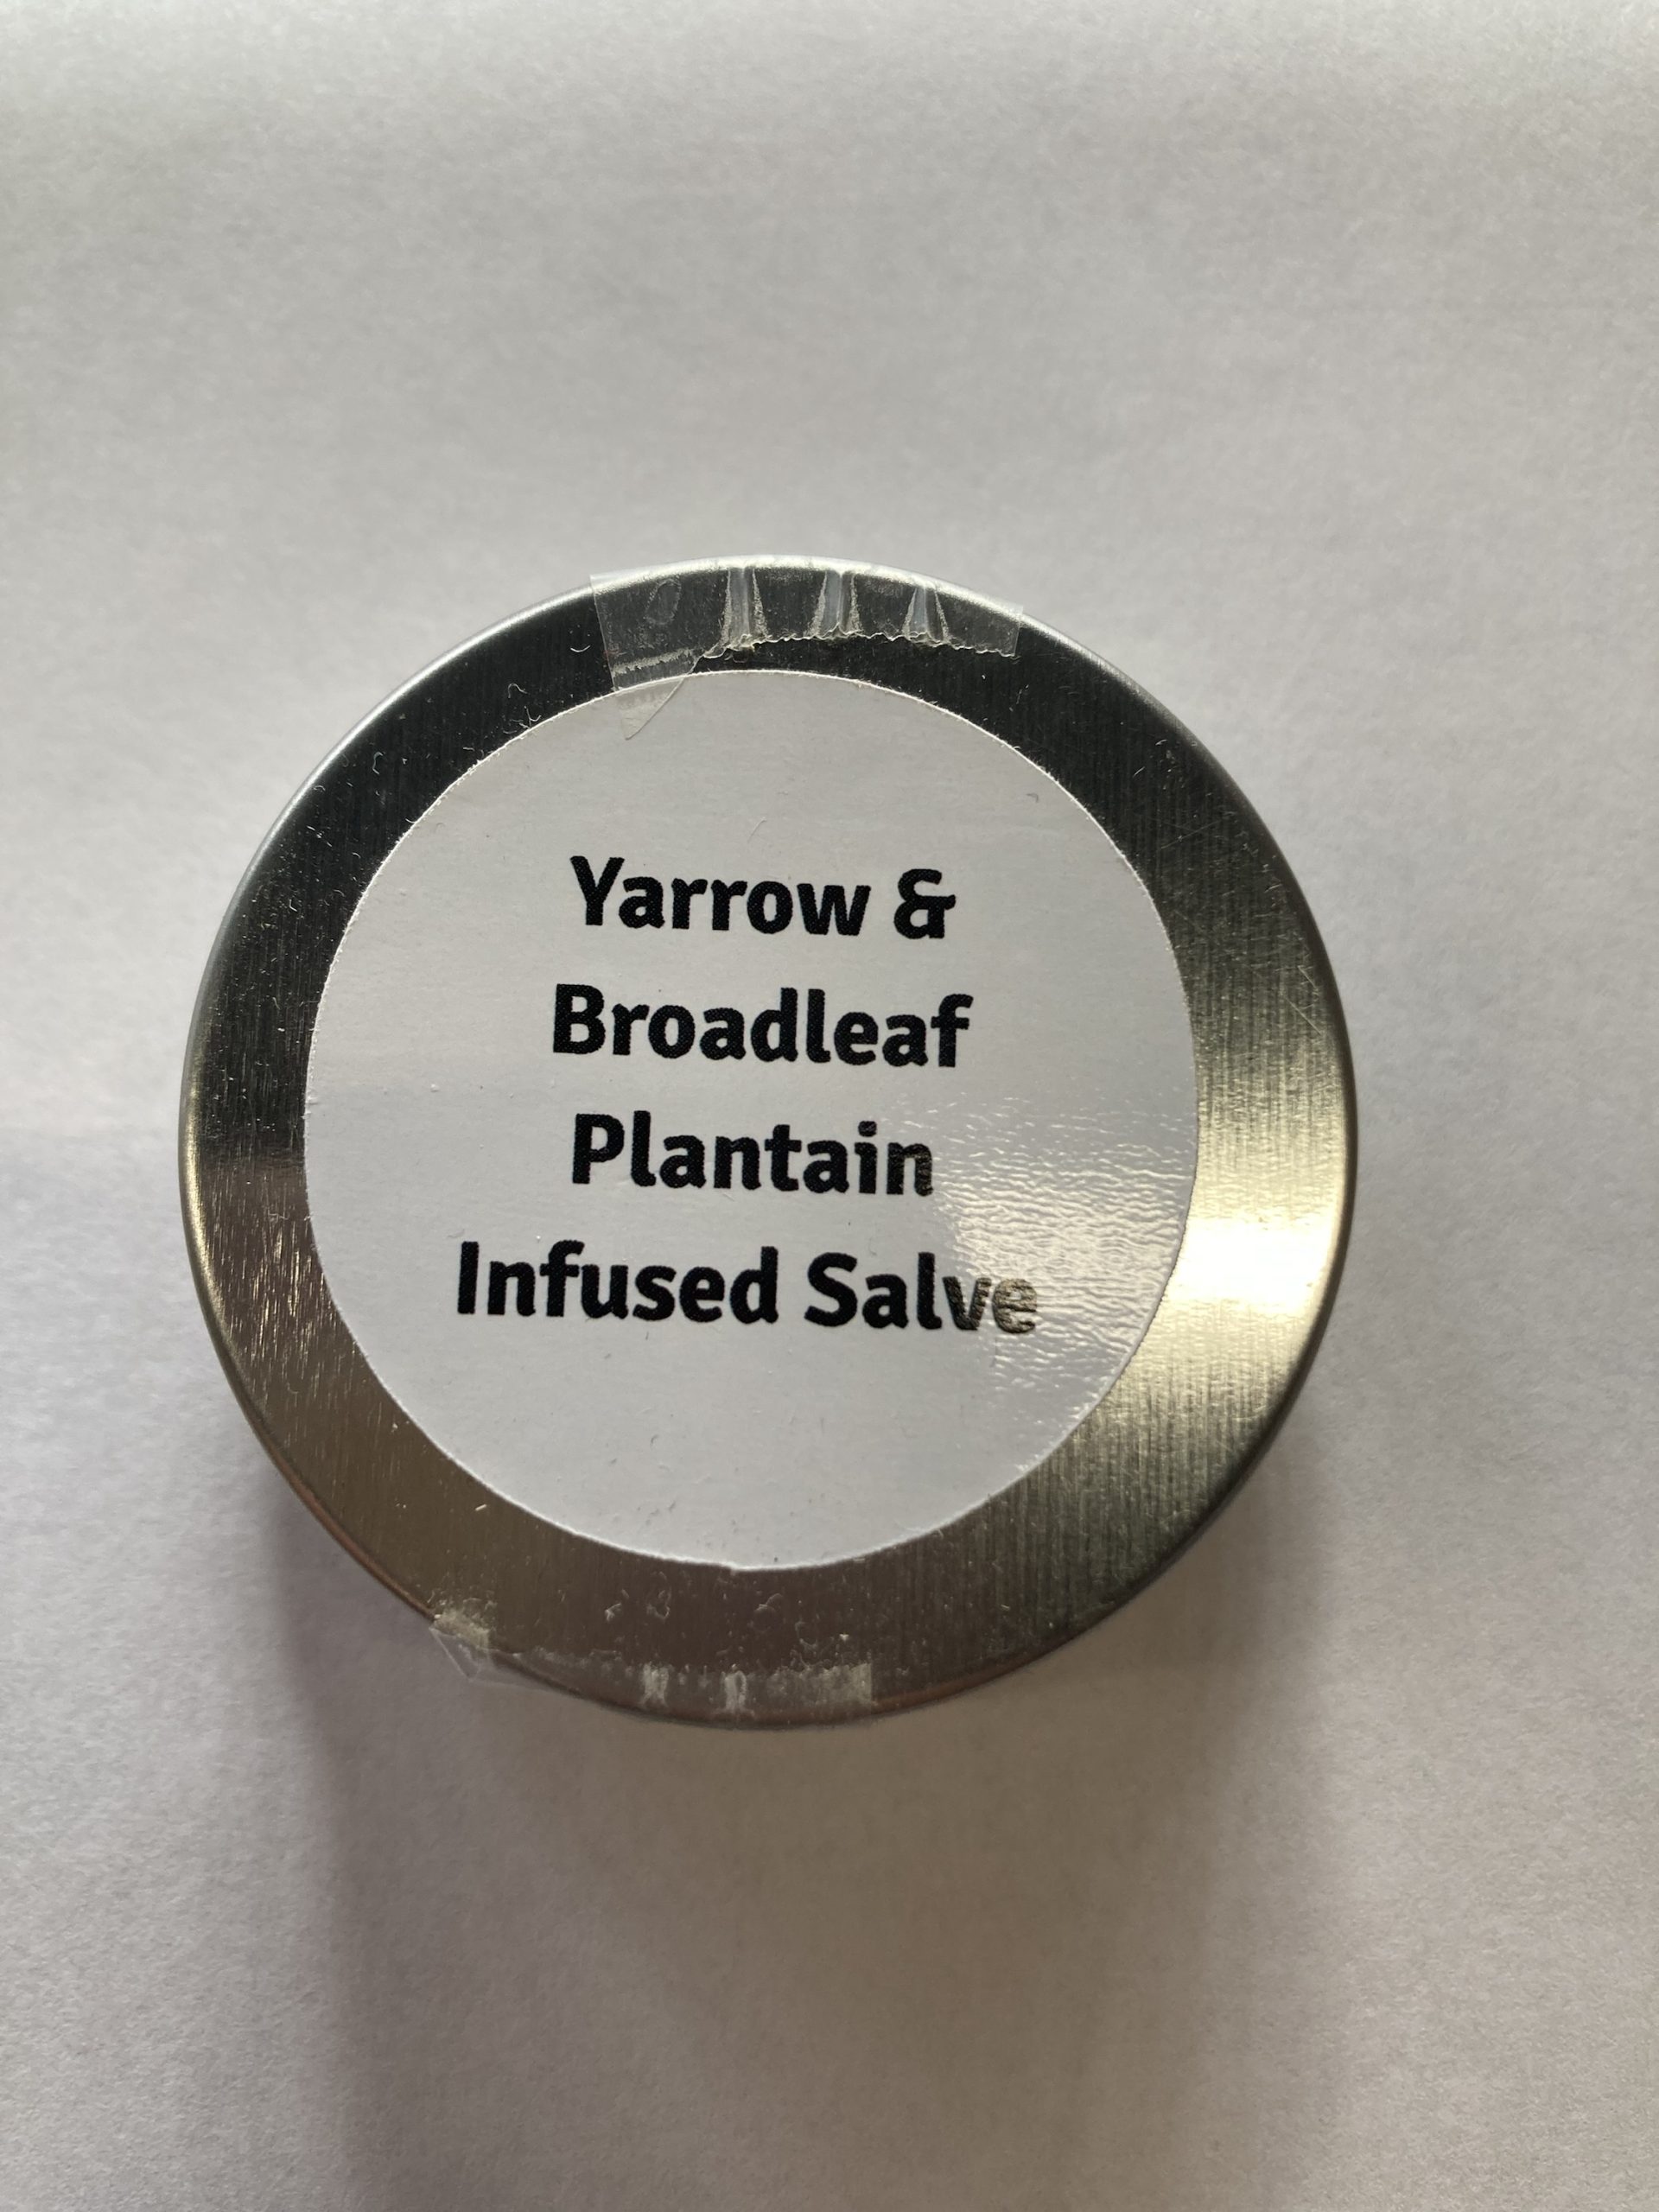 Yarrow &
Broadleaf
Plantain
Infused Salve